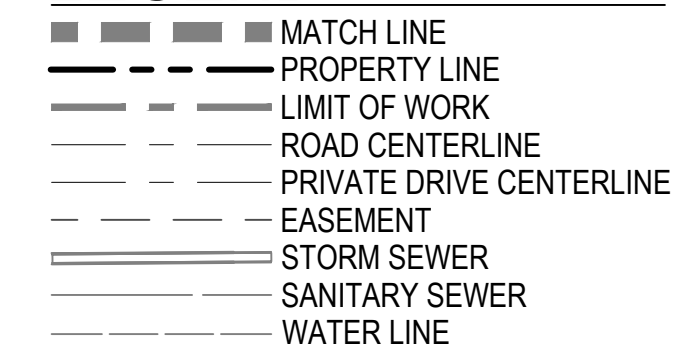 MATCH LINE
PROPERTY LINE
LIMIT OF WORK
ROAD CENTERLINE
PRIVATE DRIVE CENTERLINE
EASEMENT
STORM SEWER
SANITARY SEWER
WATER LINE